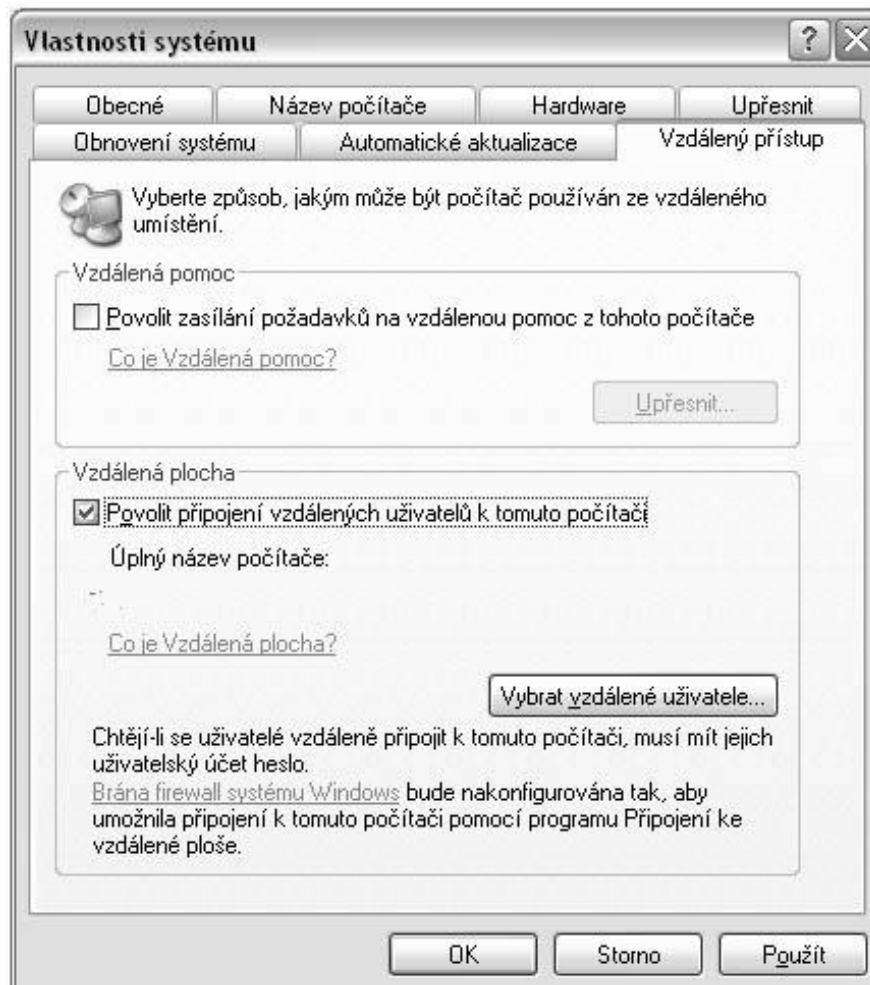 Vlastnosti systému
Obecné Název počítače Hardware Upřesnit
Obnovení systému Automatické aktualizace Vzdálený přístup
Vyberte způsob, jakým může být počítač používán ze vzdáleného
umístění.
Vzdálená pomoc
Povolit zasílání požadavků na vzdálenou pomoc z tohoto počítače
Co je Vzdálená pomoc?
Upřesnit...
Vzdálená plocha
Povolit připojení vzdálených uživatelů k tomuto počítači
Úplný název počítače:
Co je Vzdálená plocha?
Vybrat vzdálené uživatele...
Chtějí-li se uživatelé vzdáleně připojit k tomuto počítači, musí mít jejich
uživatelský účet heslo.
Brána firewall systému Windows bude nakonfigurována tak, aby
umožnila připojení k tomuto počítači pomocí programu Připojení ke
vzdálené ploše.
OK Storno Použít